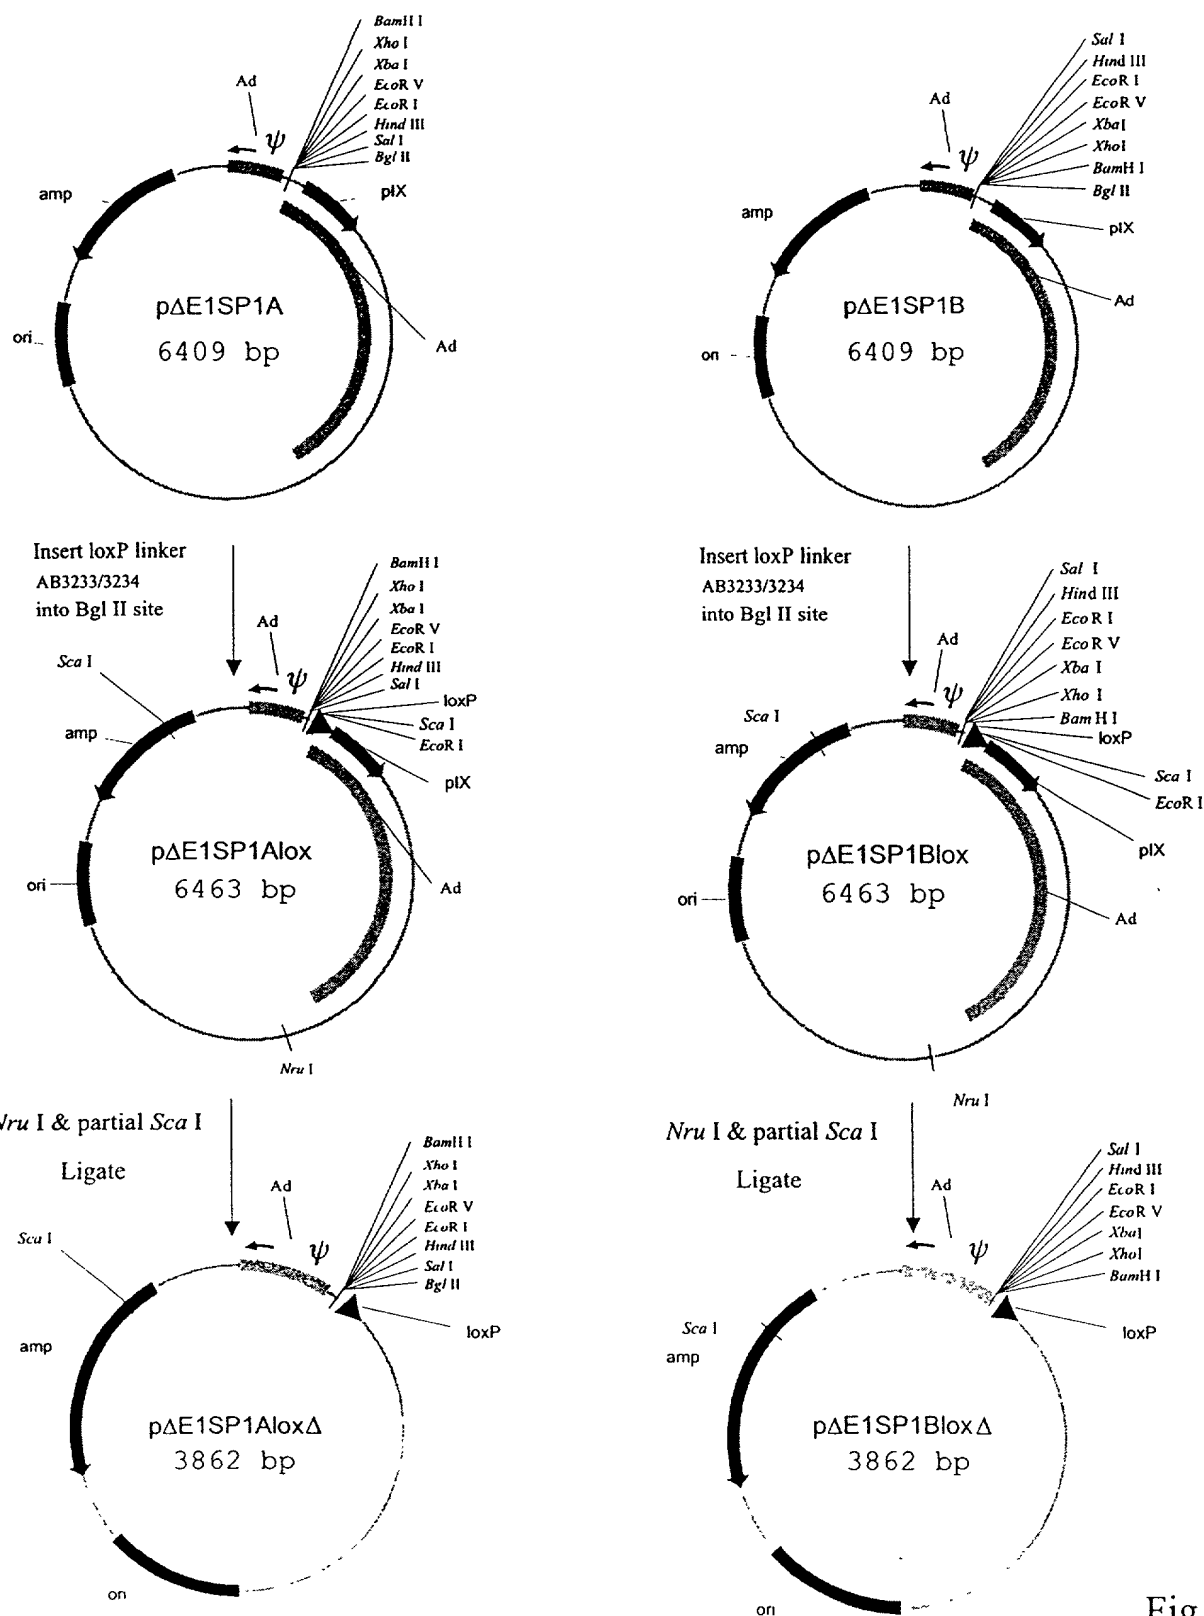 BamH I
Xho I
Xba I
EcoR V
EcoR I
Hind III
Sal I
Bgl II
Ad
ψ
amp
pIX
pΔE1SP1A
6409 bp
ori
Ad
Sal I
Hind III
EcoR I
EcoR V
Xba I
Xho I
BamH I
Bgl II
Ad
ψ
amp
pIX
pΔE1SP1B
6409 bp
ori
Ad
Insert loxP linker
AB3233/3234
into Bgl II site
BamH I
Xho I
Xba I
EcoR V
EcoR I
Hind III
Sal I
loxP
Sca I
EcoR I
Ad
ψ
Sca I
amp
pIX
pΔE1SP1Alox
6463 bp
ori
Ad
Nru I
Insert loxP linker
AB3233/3234
into Bgl II site
Sal I
Hind III
EcoR I
EcoR V
Xba I
Xho I
BamH I
loxP
Sca I
EcoR I
Ad
ψ
Sca I
amp
pIX
pΔE1SP1Blox
6463 bp
ori
Ad
Nru I
Nru I & partial Sca I
Ligate
BamH I
Xho I
Xba I
EcoR V
EcoR I
Hind III
Sal I
Bgl II
Ad
ψ
Sca I
loxP
amp
pΔE1SP1AloxΔ
3862 bp
ori
Nru I & partial Sca I
Ligate
Sal I
Hind III
EcoR I
EcoR V
Xba I
Xho I
BamH I
Ad
ψ
Sca I
loxP
amp
pΔE1SP1BloxΔ
3862 bp
ori
Fig